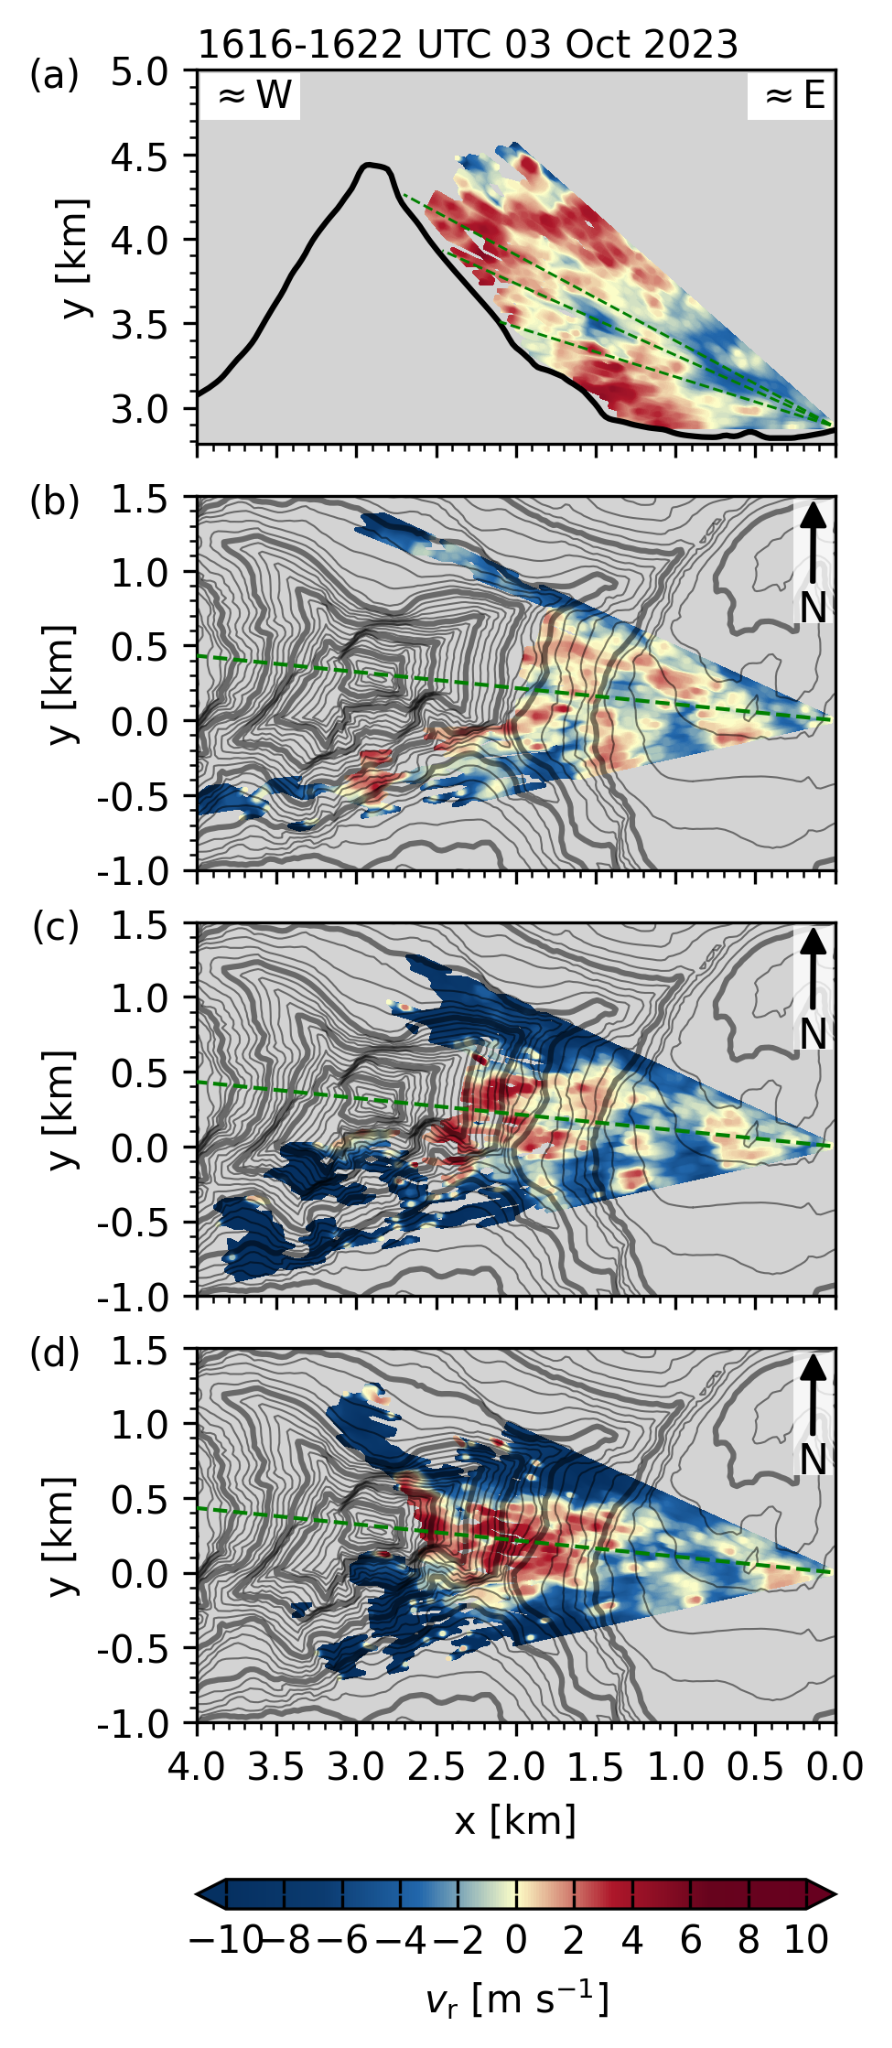 1616-1622 UTC 03 Oct 2023
(a)
≈W
≈E
5.0
4.5
4.0
3.5
3.0
y [km]
(b)
1.5
1.0
0.5
0.0
-0.5
-1.0
y [km]
N
(c)
1.5
1.0
0.5
0.0
-0.5
-1.0
y [km]
N
(d)
1.5
1.0
0.5
0.0
-0.5
-1.0
y [km]
N
4.0 3.5 3.0 2.5 2.0 1.5 1.0 0.5 0.0
x [km]
−10 −8 −6 −4 −2 0 2 4 6 8 10
vr [m s⁻¹]